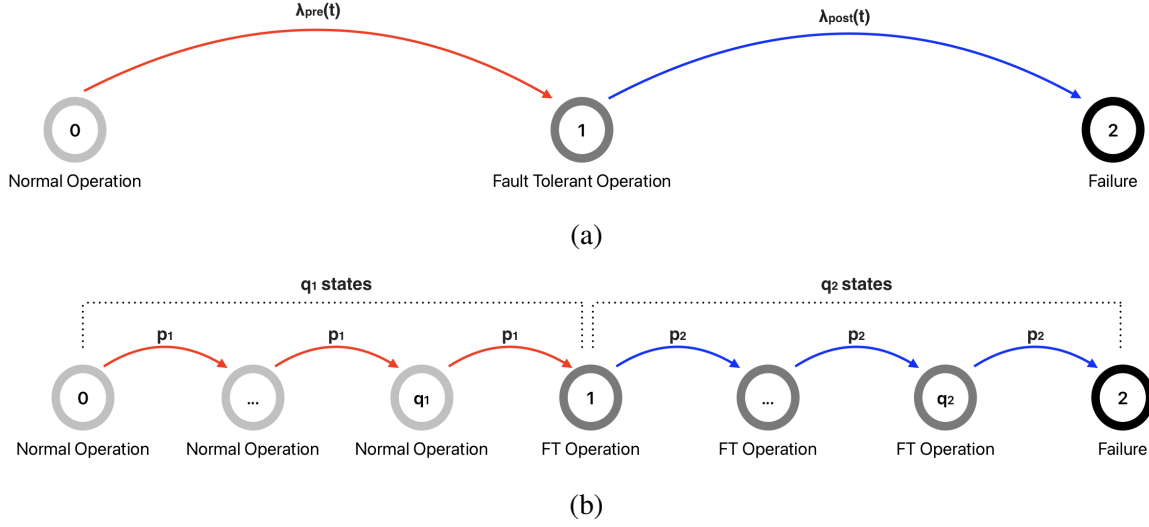 λpre(t)
λpost(t)
0
1
2
Normal Operation
Fault Tolerant Operation
Failure
(a)
q1 states
q2 states
p1
p1
p1
p2
p2
p2
0
...
q1
1
...
q2
2
Normal Operation
Normal Operation
Normal Operation
FT Operation
FT Operation
FT Operation
Failure
(b)